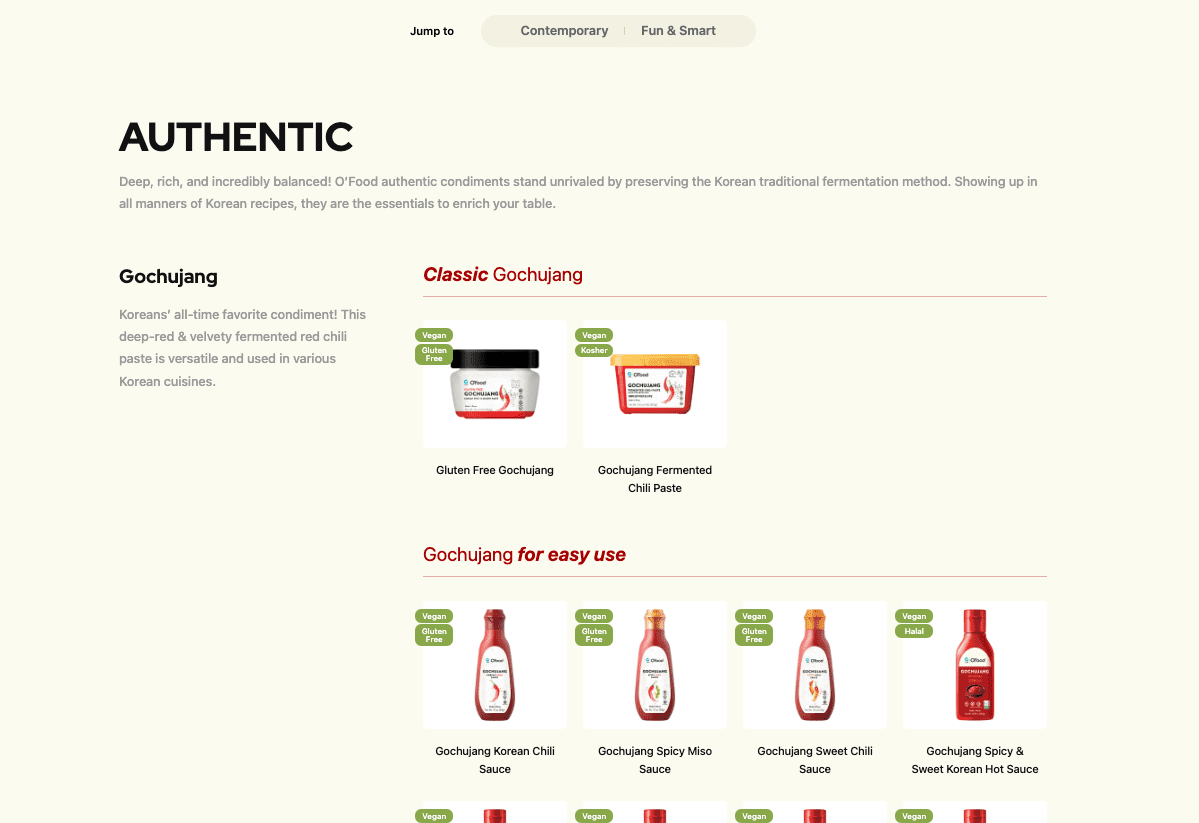 Jump to
Contemporary
Fun & Smart
AUTHENTIC
Deep, rich, and incredibly balanced! O’Food authentic condiments stand unrivaled by preserving the Korean traditional fermentation method. Showing up in
all manners of Korean recipes, they are the essentials to enrich your table.
Gochujang
Koreans’ all-time favorite condiment! This
deep-red & velvety fermented red chili
paste is versatile and used in various
Korean cuisines.
Classic Gochujang
Vegan
Gluten
Free
O'food
GOCHUJANG
Gluten Free Gochujang
Vegan
Kosher
O'food
GOCHUJANG
Gochujang Fermented
Chili Paste
Gochujang for easy use
Vegan
Gluten
Free
O'food
GOCHUJANG
Gochujang Korean Chili
Sauce
Vegan
Gluten
Free
O'food
GOCHUJANG
Gochujang Spicy Miso
Sauce
Vegan
Gluten
Free
O'food
GOCHUJANG
Gochujang Sweet Chili
Sauce
Vegan
Halal
O'food
GOCHUJANG
Gochujang Spicy &
Sweet Korean Hot Sauce
Vegan
Vegan
Vegan
Vegan